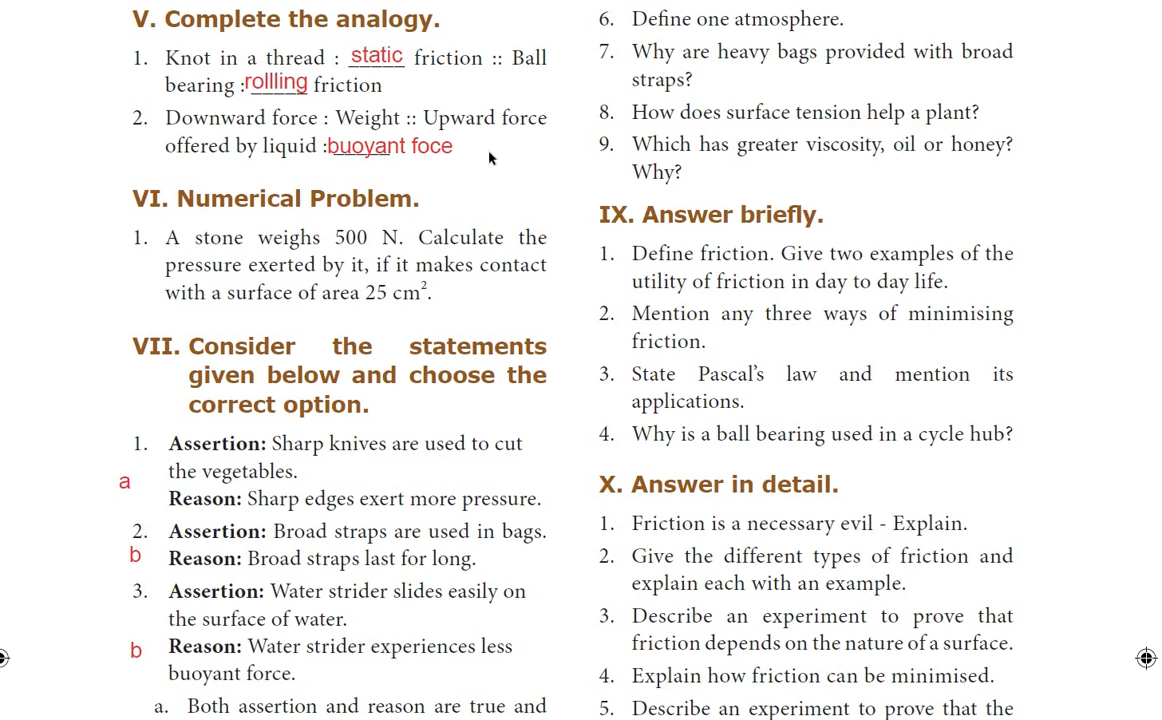 V. Complete the analogy.
1. Knot in a thread : static friction :: Ball
bearing :rollling friction
2. Downward force : Weight :: Upward force
offered by liquid :buoyant foce
VI. Numerical Problem.
1. A stone weighs 500 N. Calculate the
pressure exerted by it, if it makes contact
with a surface of area 25 cm².
VII. Consider the statements
given below and choose the
correct option.
1. Assertion: Sharp knives are used to cut
the vegetables.
a
Reason: Sharp edges exert more pressure.
2. Assertion: Broad straps are used in bags.
b Reason: Broad straps last for long.
3. Assertion: Water strider slides easily on
the surface of water.
b Reason: Water strider experiences less
buoyant force.
a. Both assertion and reason are true and
6. Define one atmosphere.
7. Why are heavy bags provided with broad
straps?
8. How does surface tension help a plant?
9. Which has greater viscosity, oil or honey?
Why?
IX. Answer briefly.
1. Define friction. Give two examples of the
utility of friction in day to day life.
2. Mention any three ways of minimising
friction.
3. State Pascal's law and mention its
applications.
4. Why is a ball bearing used in a cycle hub?
X. Answer in detail.
1. Friction is a necessary evil - Explain.
2. Give the different types of friction and
explain each with an example.
3. Describe an experiment to prove that
friction depends on the nature of a surface.
4. Explain how friction can be minimised.
5. Describe an experiment to prove that the